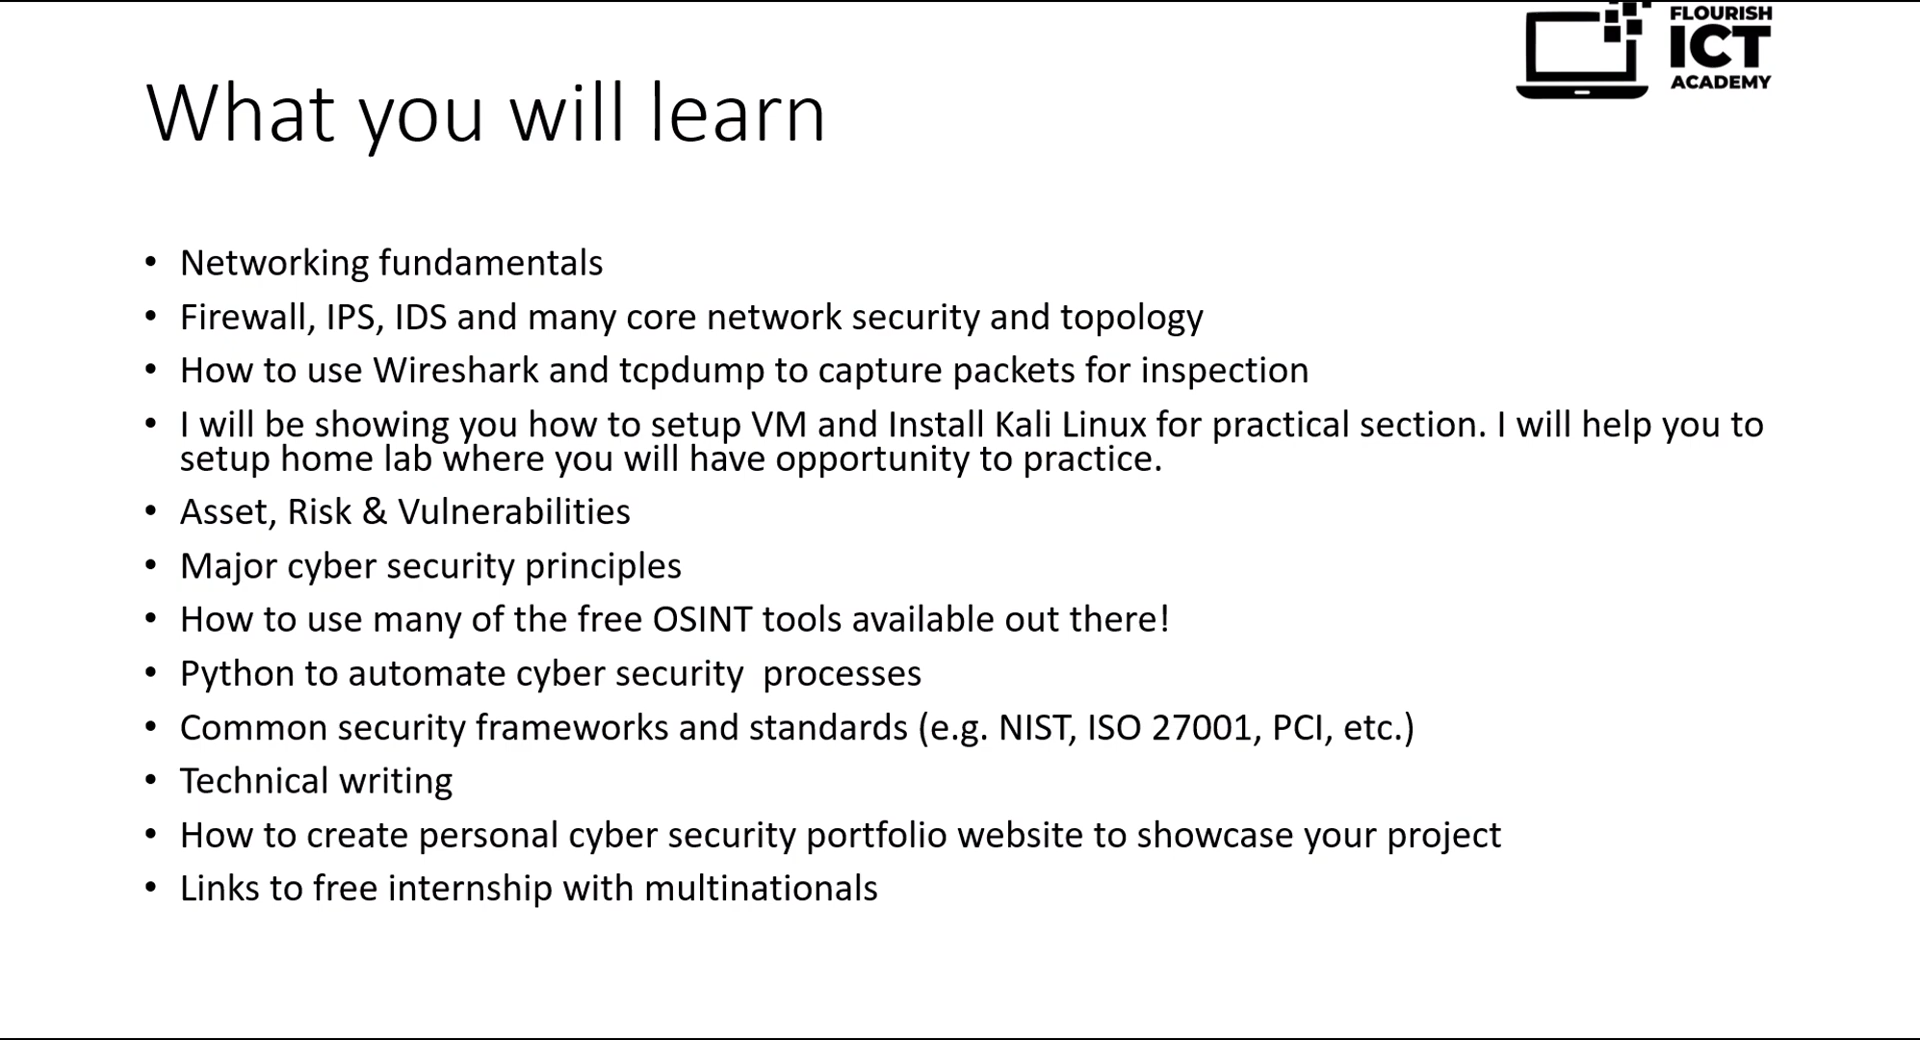 FLOURISH
ICT
ACADEMY
What you will learn
• Networking fundamentals
• Firewall, IPS, IDS and many core network security and topology
• How to use Wireshark and tcpdump to capture packets for inspection
• I will be showing you how to setup VM and Install Kali Linux for practical section. I will help you to
setup home lab where you will have opportunity to practice.
• Asset, Risk & Vulnerabilities
• Major cyber security principles
• How to use many of the free OSINT tools available out there!
• Python to automate cyber security  processes
• Common security frameworks and standards (e.g. NIST, ISO 27001, PCI, etc.)
• Technical writing
• How to create personal cyber security portfolio website to showcase your project
• Links to free internship with multinationals